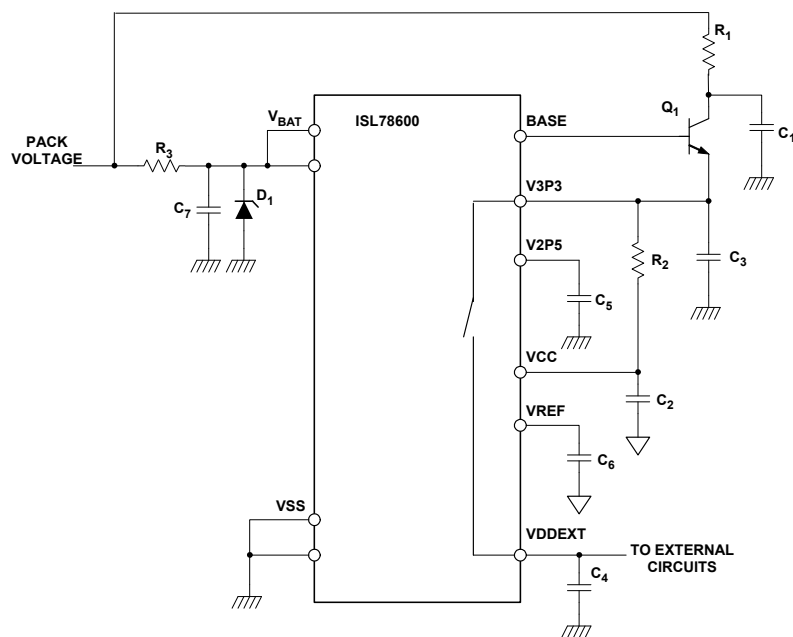 R1
ISL78600
VBAT
BASE
Q1
C1
PACK
VOLTAGE
R3
C7
D1
V3P3
V2P5
R2
C3
C5
VCC
C2
VREF
C6
VSS
VDDEXT
TO EXTERNAL
CIRCUITS
C4